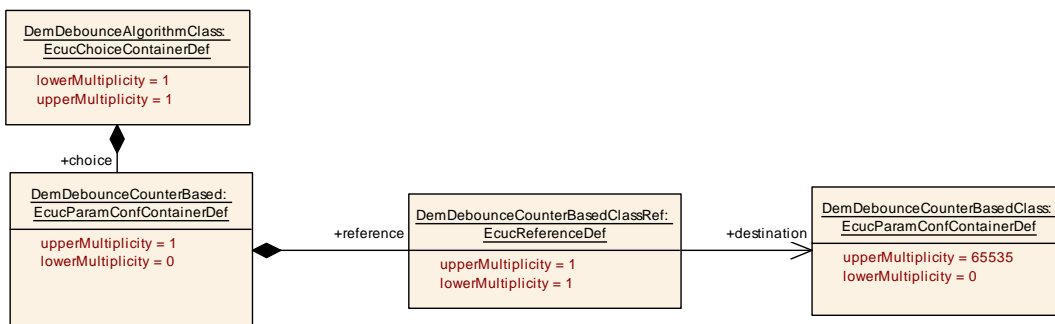 DemDebounceAlgorithmClass:
EcucChoiceContainerDef
lowerMultiplicity = 1
upperMultiplicity = 1
+choice
DemDebounceCounterBased:
EcucParamConfContainerDef
upperMultiplicity = 1
lowerMultiplicity = 0
+reference
DemDebounceCounterBasedClassRef:
EcucReferenceDef
upperMultiplicity = 1
lowerMultiplicity = 1
+destination
DemDebounceCounterBasedClass:
EcucParamConfContainerDef
upperMultiplicity = 65535
lowerMultiplicity = 0